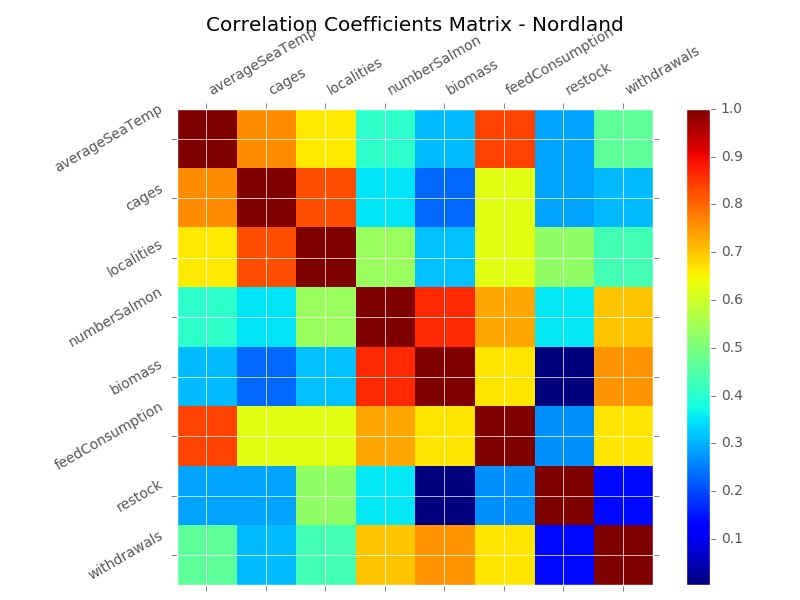 Correlation Coefficients Matrix - Nordland
averageSeaTemp
cages
localities
numberSalmon
biomass
feedConsumption
restock
withdrawals
averageSeaTemp
cages
localities
numberSalmon
biomass
feedConsumption
restock
withdrawals
1.0
0.9
0.8
0.7
0.6
0.5
0.4
0.3
0.2
0.1